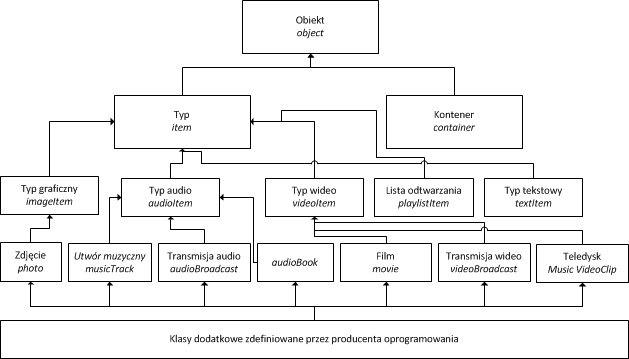 Obiekt
object
Typ
item
Kontener
container
Typ graficzny
imageItem
Typ audio
audioItem
Typ wideo
videoItem
Lista odtwarzania
playlistItem
Typ tekstowy
textItem
Zdjęcie
photo
Utwór muzyczny
musicTrack
Transmisja audio
audioBroadcast
audioBook
Film
movie
Transmisja wideo
videoBroadcast
Teledysk
Music VideoClip
Klasy dodatkowe zdefiniowane przez producenta oprogramowania